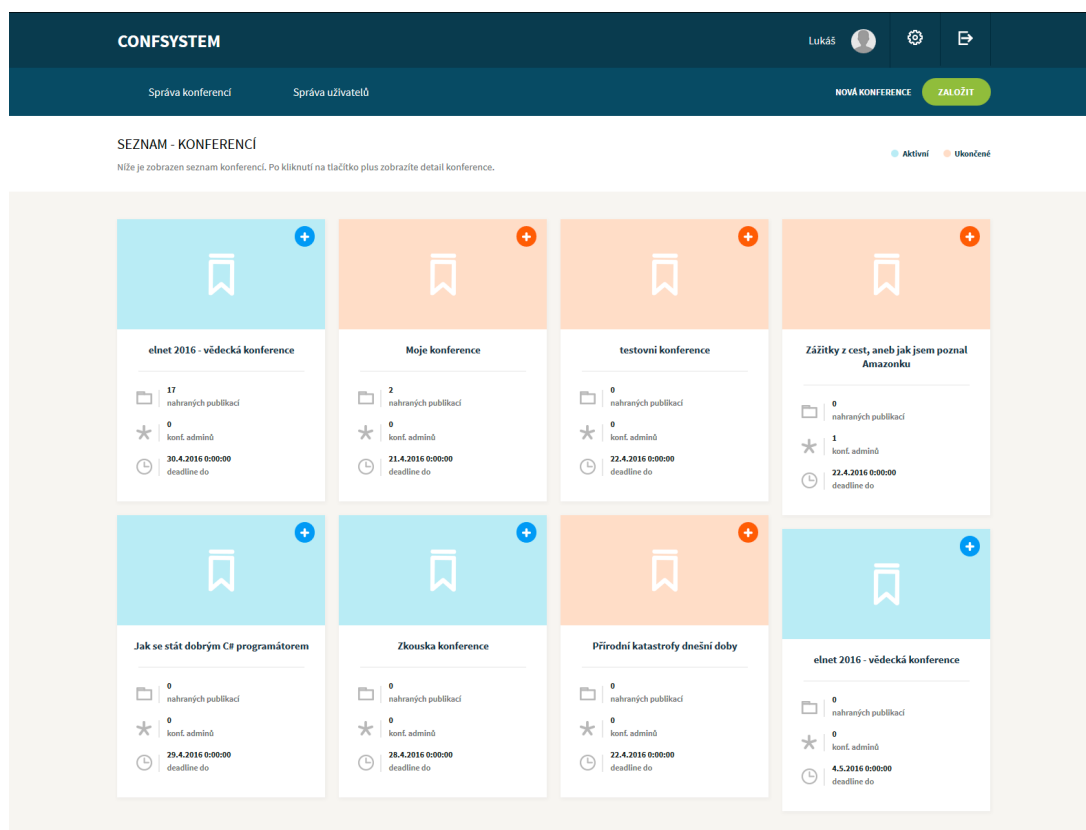 CONFSYSTEM
Lukáš
Správa konferencí
Správa uživatelů
NOVÁ KONFERENCE
ZALOŽIT
SEZNAM - KONFERENCÍ
Níže je zobrazen seznam konferencí. Po kliknutí na tlačítko plus zobrazíte detail konference.
Aktivní
Ukončené
elnet 2016 - vědecká konference
17
nahraných publikací
0
konf. adminů
30.4.2016 0:00:00
deadline do
Moje konference
2
nahraných publikací
0
konf. adminů
21.4.2016 0:00:00
deadline do
testovni konference
0
nahraných publikací
0
konf. adminů
22.4.2016 0:00:00
deadline do
Zážitky z cest, aneb jak jsem poznal
Amazonku
0
nahraných publikací
1
konf. adminů
22.4.2016 0:00:00
deadline do
Jak se stát dobrým C# programátorem
0
nahraných publikací
0
konf. adminů
29.4.2016 0:00:00
deadline do
Zkouska konference
0
nahraných publikací
0
konf. adminů
28.4.2016 0:00:00
deadline do
Přírodní katastrofy dnešní doby
0
nahraných publikací
0
konf. adminů
22.4.2016 0:00:00
deadline do
elnet 2016 - vědecká konference
0
nahraných publikací
0
konf. adminů
4.5.2016 0:00:00
deadline do